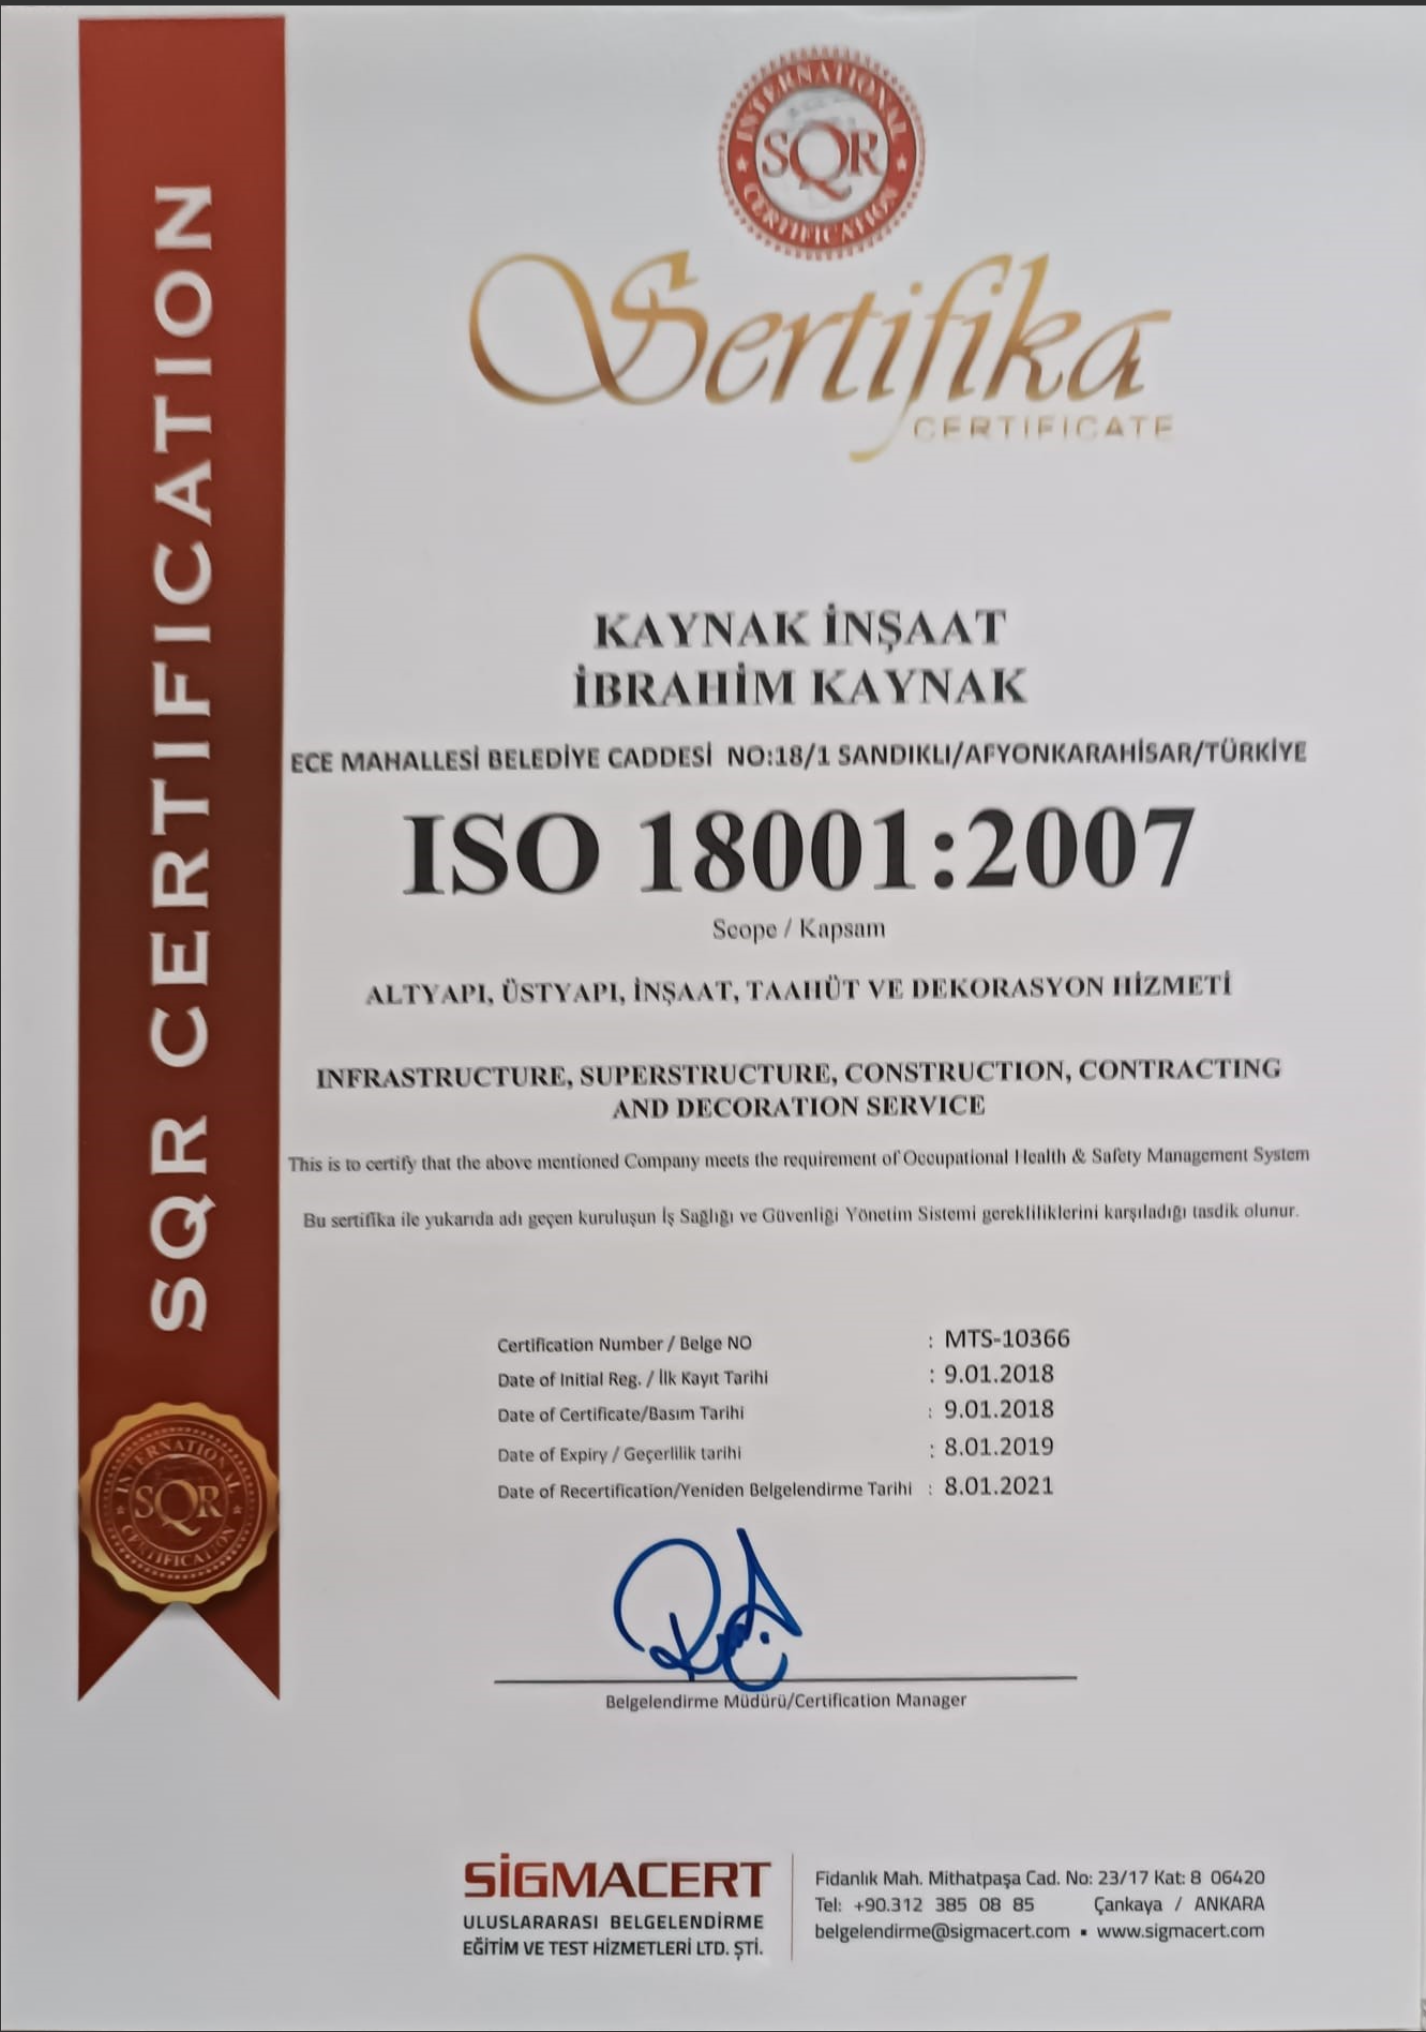 SQR CERTIFICATION
INTERNATIONAL
SQR
CERTIFICATION
Sertifika
CERTIFICATE
KAYNAK İNŞAAT
İBRAHİM KAYNAK
ECE MAHALLESİ BELEDİYE CADDESİ NO:18/1 SANDIKLI/AFYONKARAHİSAR/TÜRKİYE
ISO 18001:2007
Scope / Kapsam
ALTYAPI, ÜSTYAPI, İNŞAAT, TAAHÜT VE DEKORASYON HİZMETİ
INFRASTRUCTURE, SUPERSTRUCTURE, CONSTRUCTION, CONTRACTING
AND DECORATION SERVICE
This is to certify that the above mentioned Company meets the requirement of Occupational Health & Safety Management System
Bu sertifika ile yukarıda adı geçen kuruluşun İş Sağlığı ve Güvenliği Yönetim Sistemi gerekliliklerini karşıladığı tasdik olunur.
Certification Number / Belge NO : MTS-10366
Date of Initial Reg. / İlk Kayıt Tarihi : 9.01.2018
Date of Certificate/Basım Tarihi : 9.01.2018
Date of Expiry / Geçerlilik tarihi : 8.01.2019
Date of Recertification/Yeniden Belgelendirme Tarihi : 8.01.2021
INTERNATIONAL
SQR
CERTIFICATION
Belgelendirme Müdürü/Certification Manager
SİGMACERT
ULUSLARARASI BELGELENDİRME
EĞİTİM VE TEST HİZMETLERİ LTD. ŞTİ.
Fidanlık Mah. Mithatpaşa Cad. No: 23/17 Kat: 8 06420
Tel: +90.312 385 08 85 Çankaya / ANKARA
belgelendirme@sigmacert.com ▪ www.sigmacert.com